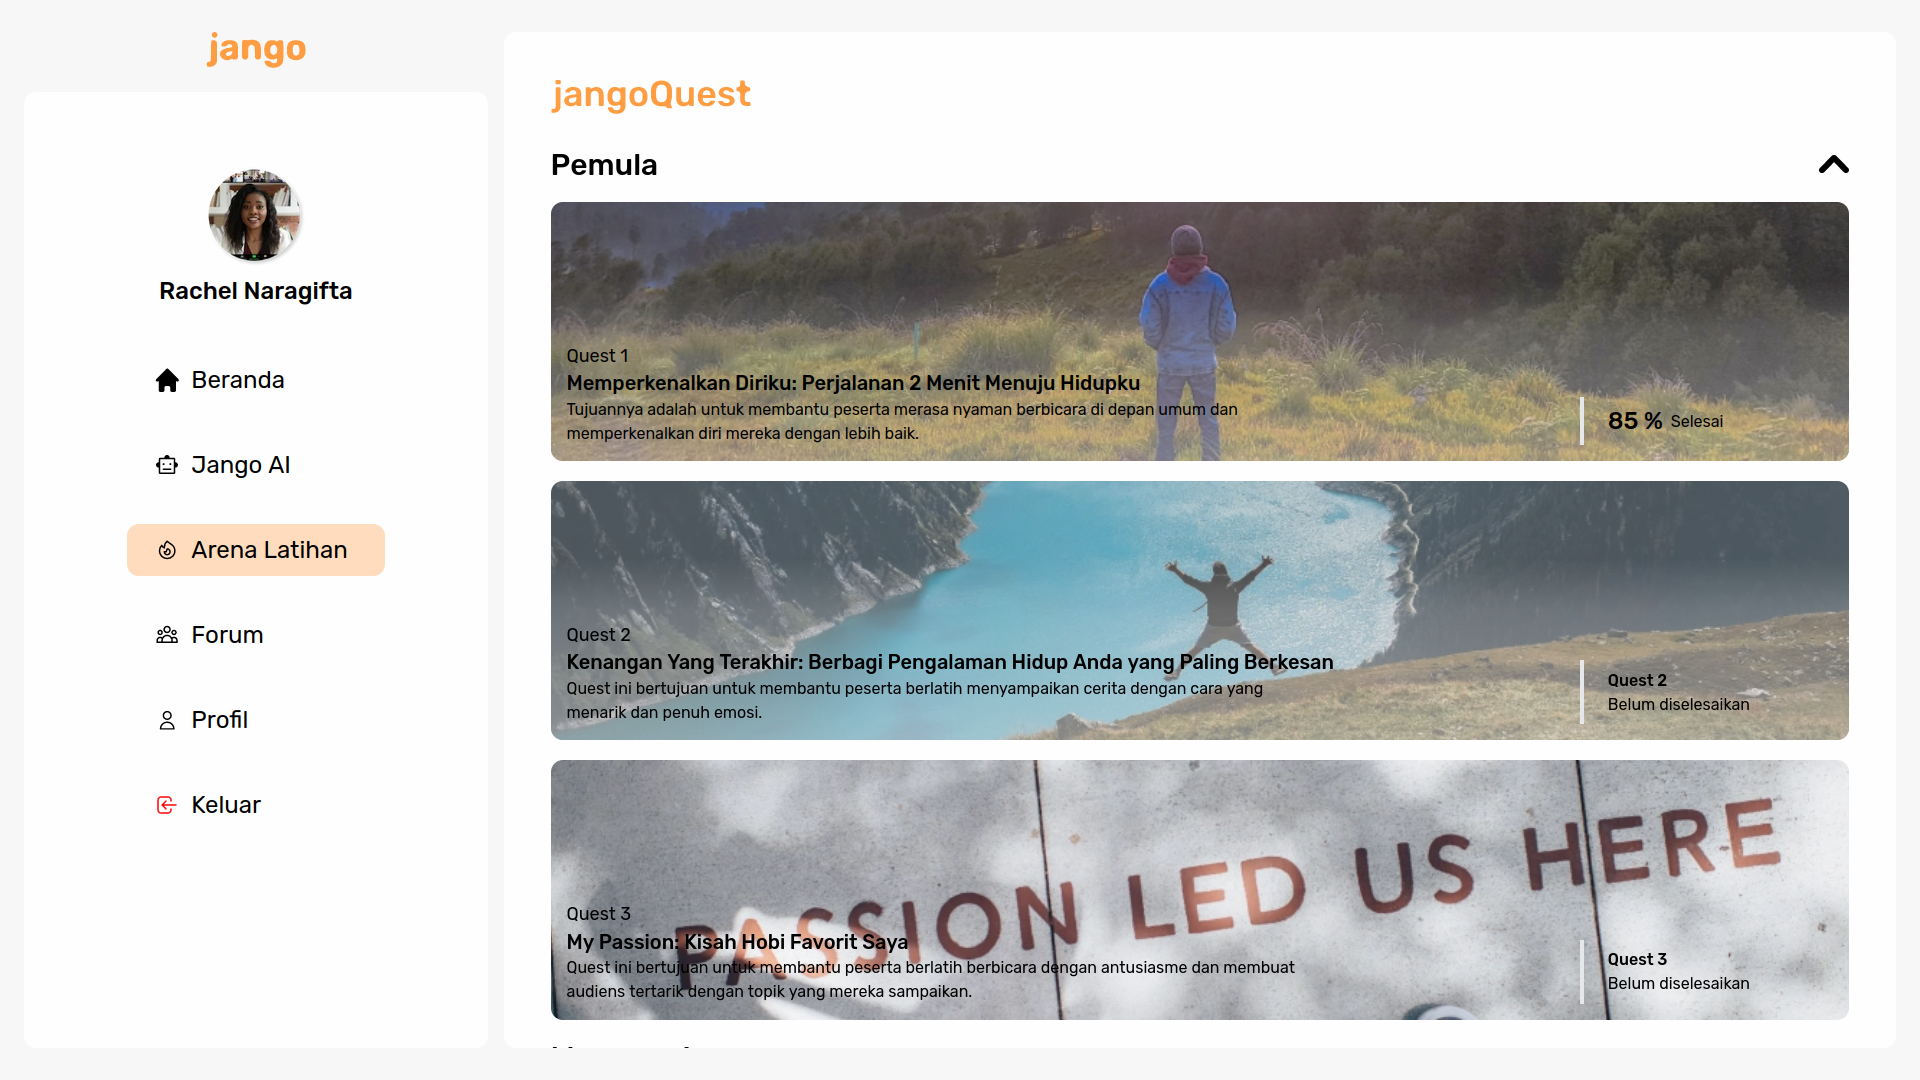 jango
Rachel Naragifta
Beranda
Jango AI
Arena Latihan
Forum
Profil
Keluar
jangoQuest
Pemula
Quest 1
Memperkenalkan Diriku: Perjalanan 2 Menit Menuju Hidupku
Tujuannya adalah untuk membantu peserta merasa nyaman berbicara di depan umum dan
memperkenalkan diri mereka dengan lebih baik.
85 % Selesai
Quest 2
Kenangan Yang Terakhir: Berbagi Pengalaman Hidup Anda yang Paling Berkesan
Quest ini bertujuan untuk membantu peserta berlatih menyampaikan cerita dengan cara yang
menarik dan penuh emosi.
Quest 2
Belum diselesaikan
PASSION LED US HERE
Quest 3
My Passion: Kisah Hobi Favorit Saya
Quest ini bertujuan untuk membantu peserta berlatih berbicara dengan antusiasme dan membuat
audiens tertarik dengan topik yang mereka sampaikan.
Quest 3
Belum diselesaikan